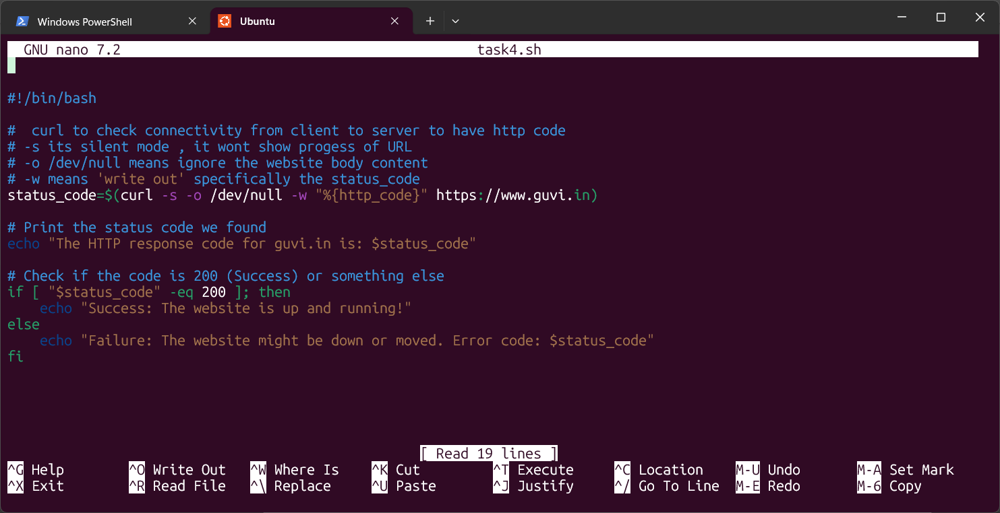 Windows PowerShell
Ubuntu
GNU nano 7.2 task4.sh
#!/bin/bash
#  curl to check connectivity from client to server to have http code
# -s its silent mode , it wont show progess of URL
# -o /dev/null means ignore the website body content
# -w means 'write out' specifically the status_code
status_code=$(curl -s -o /dev/null -w "%{http_code}" https://www.guvi.in)
# Print the status code we found
echo "The HTTP response code for guvi.in is: $status_code"
# Check if the code is 200 (Success) or something else
if [ "$status_code" -eq 200 ]; then
    echo "Success: The website is up and running!"
else
    echo "Failure: The website might be down or moved. Error code: $status_code"
fi
[ Read 19 lines ]
^G Help ^O Write Out ^W Where Is ^K Cut ^T Execute ^C Location M-U Undo M-A Set Mark
^X Exit ^R Read File ^\ Replace ^U Paste ^J Justify ^/ Go To Line M-E Redo M-6 Copy